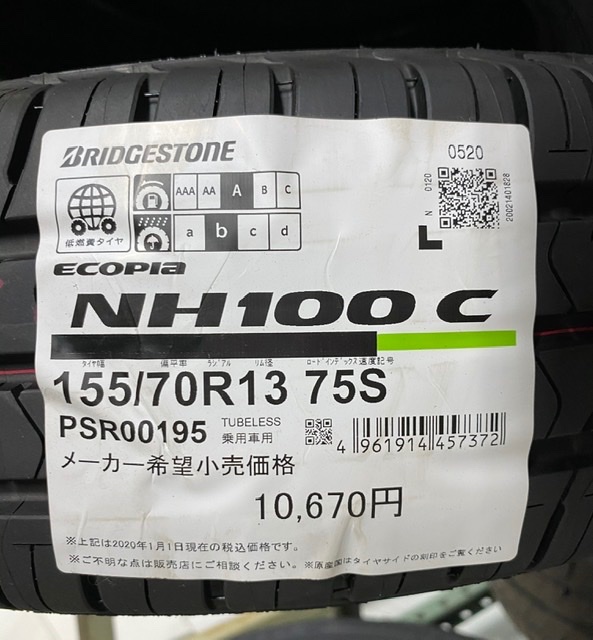 BRIDGESTONE
0520
低燃費タイヤ
AAA AA A B C
a b c d
N 0120
20021401828
L
ECOPIA
NH100 C
タイヤ幅 偏平率 ラジアル リム径 ロードインデックス 速度記号
155/70R13 75S
PSR00195 TUBELESS 乗用車用
4 961914 457372
メーカー希望小売価格
10,670円
※上記は2020年1月1日現在の税込価格です。
※ご不明な点は販売店にご相談ください。※原産国はタイヤサイドの刻印をご覧ください